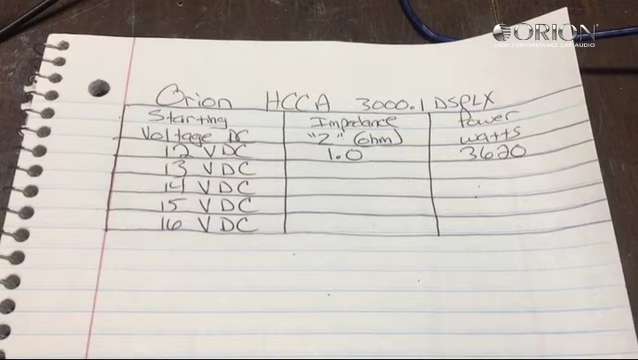 ORION
HIGH PERFORMANCE CAR AUDIO
Orion HCCA 3000.1 DSPLX
Starting Impedance Power
Voltage DC "Z" (ohm) watts
12 VDC 1.0 3620
13 VDC
14 VDC
15 VDC
16 VDC